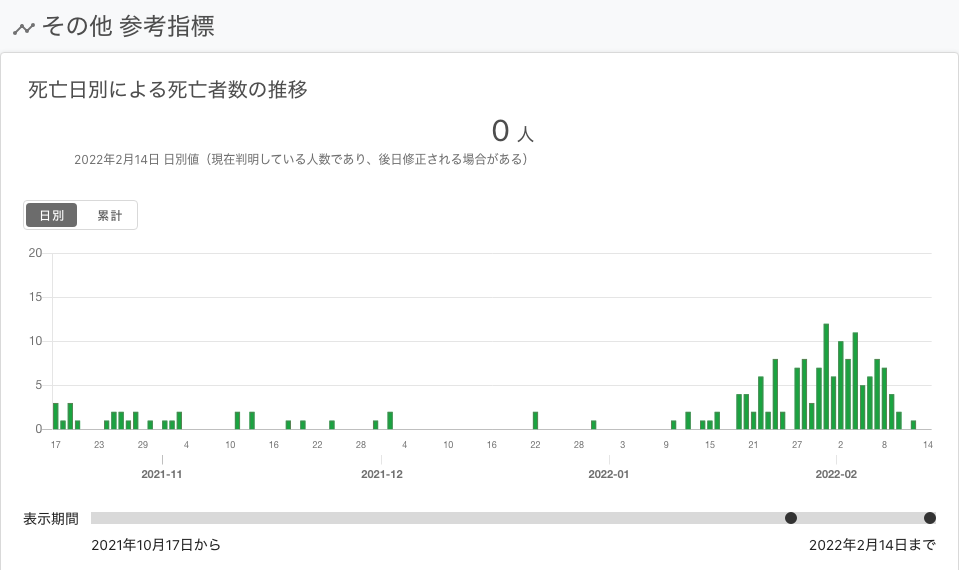 その他 参考指標
死亡日別による死亡者数の推移
0 人
2022年2月14日 日別値（現在判明している人数であり、後日修正される場合がある）
日別 累計
20
15
10
5
0
17 23 29 4 10 16 22 28 4 10 16 22 28 3 9 15 21 27 2 8 14
2021-11 2021-12 2022-01 2022-02
表示期間
2021年10月17日から 2022年2月14日まで